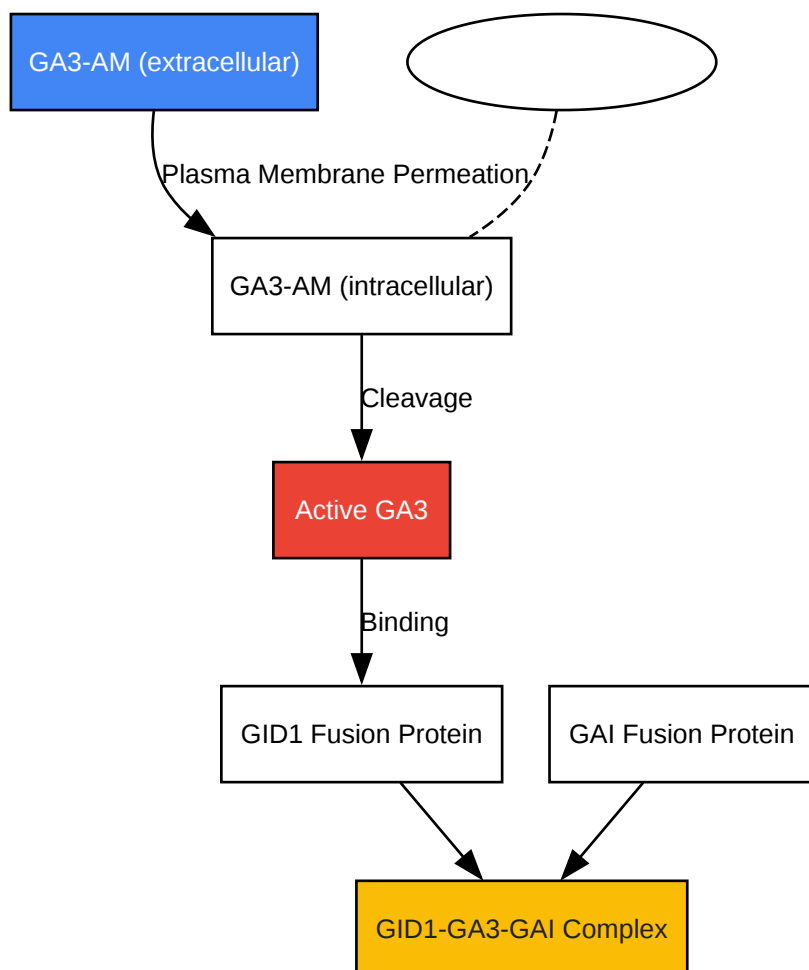 GA3-AM (extracellular)
Plasma Membrane Permeation
GA3-AM (intracellular)
Cleavage
Active GA3
Binding
GID1 Fusion Protein
GAI Fusion Protein
GID1-GA3-GAI Complex